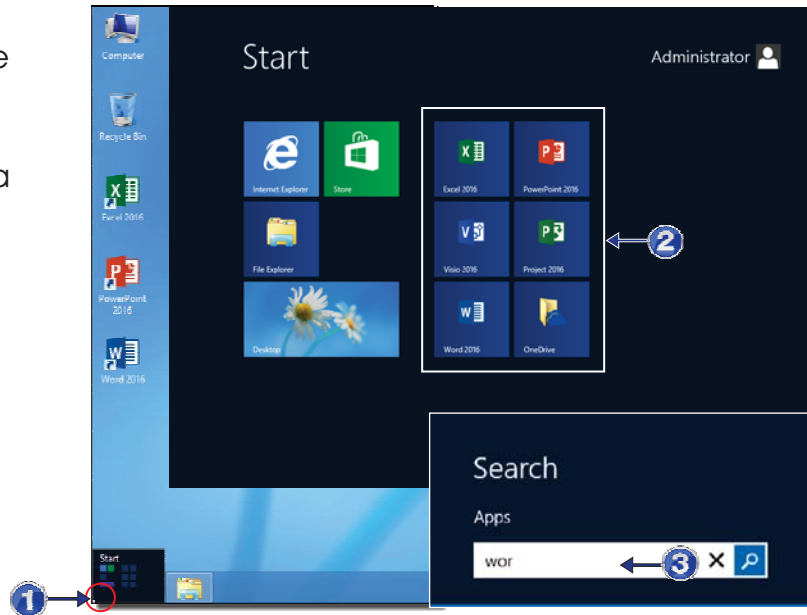 e
a
Computer
Recycle Bin
Excel 2016
PowerPoint
2016
Word 2016
Start
Administrator
Internet Explorer
Store
File Explorer
Desktop
Excel 2016
PowerPoint 2016
Visio 2016
Project 2016
Word 2016
OneDrive
2
Search
Apps
wor
3
Start
1